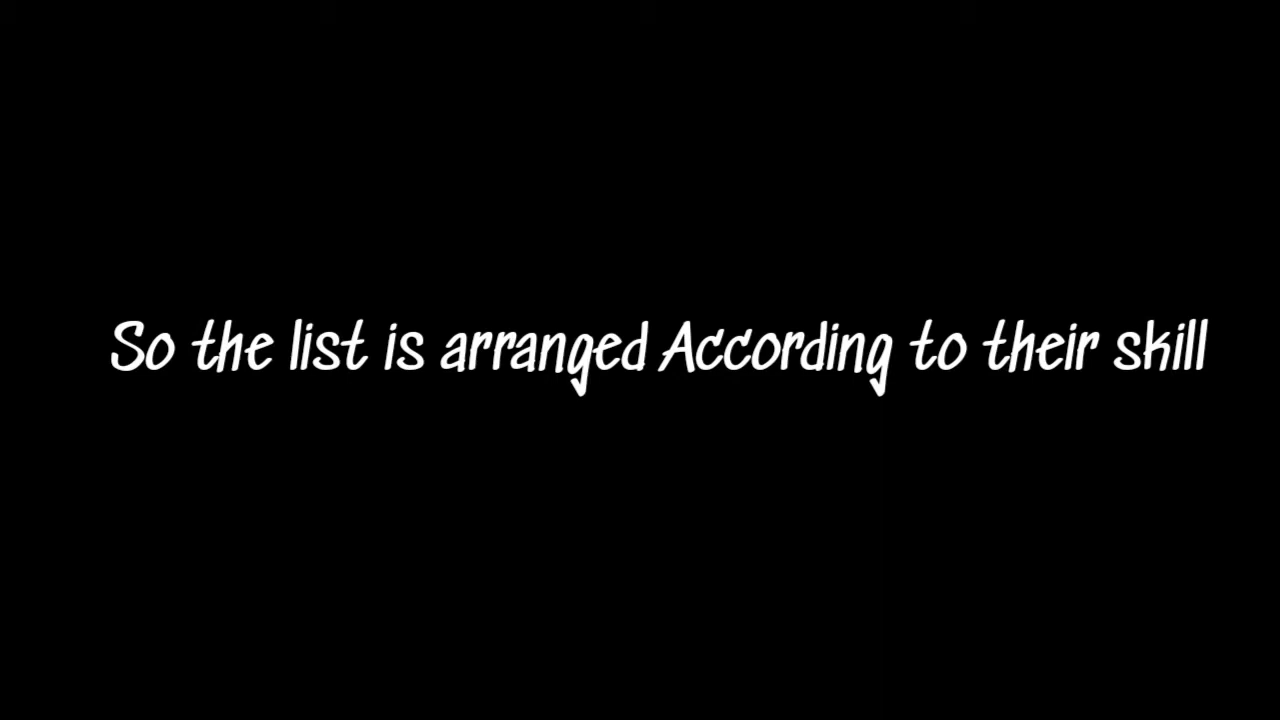 So the list is arranged According to their skill